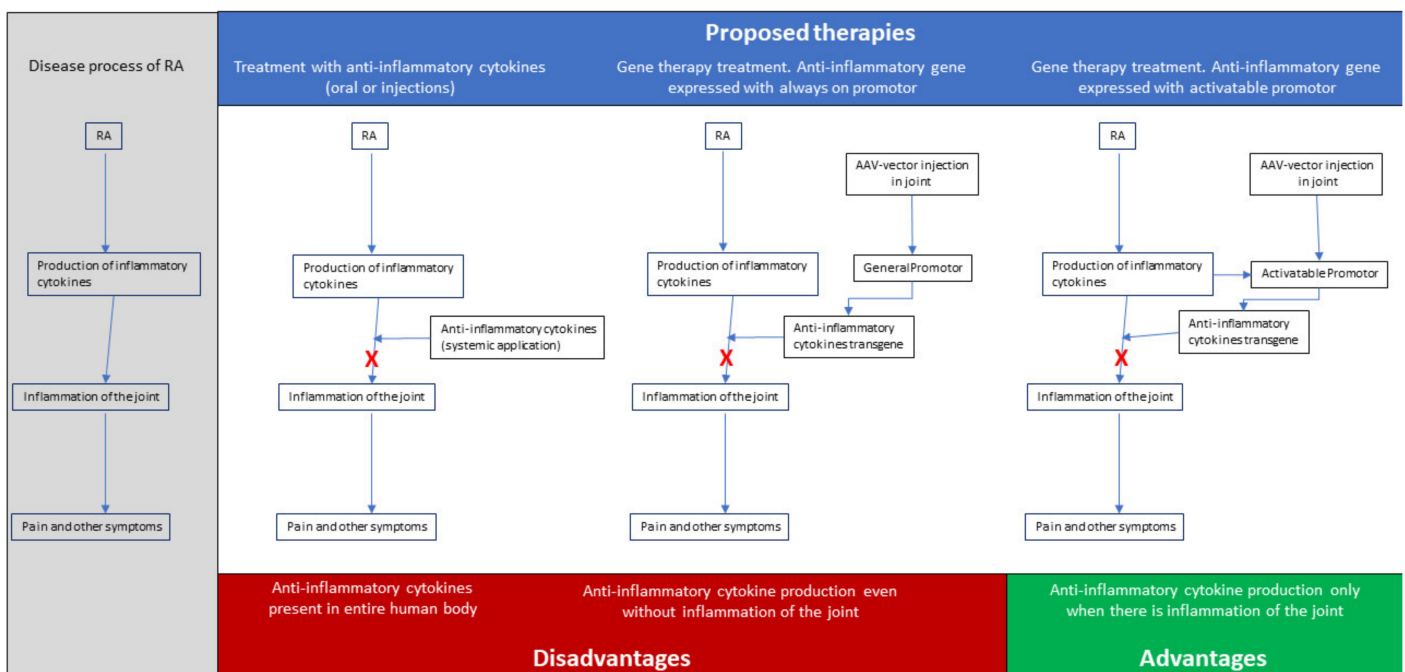 Proposed therapies
Disease process of RA
Treatment with anti-inflammatory cytokines
(oral or injections)
Gene therapy treatment. Anti-inflammatory gene
expressed with always on promotor
Gene therapy treatment. Anti-inflammatory gene
expressed with activatable promotor
RA
Production of inflammatory
cytokines
Inflammation of the joint
Pain and other symptoms
RA
Production of inflammatory
cytokines
Anti-inflammatory cytokines
(systemic application)
X
Inflammation of the joint
Pain and other symptoms
RA
AAV-vector injection
in joint
Production of inflammatory
cytokines
General Promotor
Anti-inflammatory
cytokines transgene
X
Inflammation of the joint
Pain and other symptoms
RA
AAV-vector injection
in joint
Production of inflammatory
cytokines
Activatable Promotor
Anti-inflammatory
cytokines transgene
X
Inflammation of the joint
Pain and other symptoms
Anti-inflammatory cytokines
present in entire human body
Anti-inflammatory cytokine production even
without inflammation of the joint
Anti-inflammatory cytokine production only
when there is inflammation of the joint
Disadvantages
Advantages